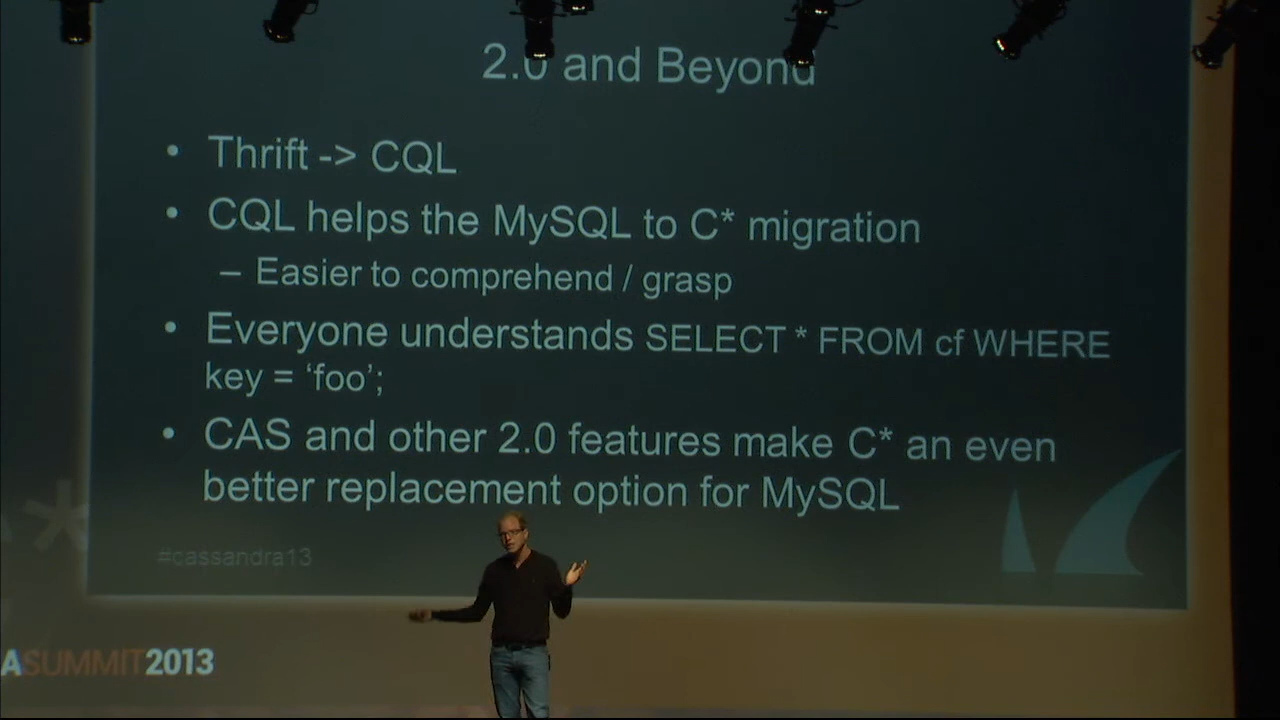 2.0 and Beyond
• Thrift -> CQL
• CQL helps the MySQL to C* migration
– Easier to comprehend / grasp
• Everyone understands SELECT * FROM cf WHERE
key = ‘foo’;
• CAS and other 2.0 features make C* an even
better replacement option for MySQL
#cassandra13
ASUMMIT2013